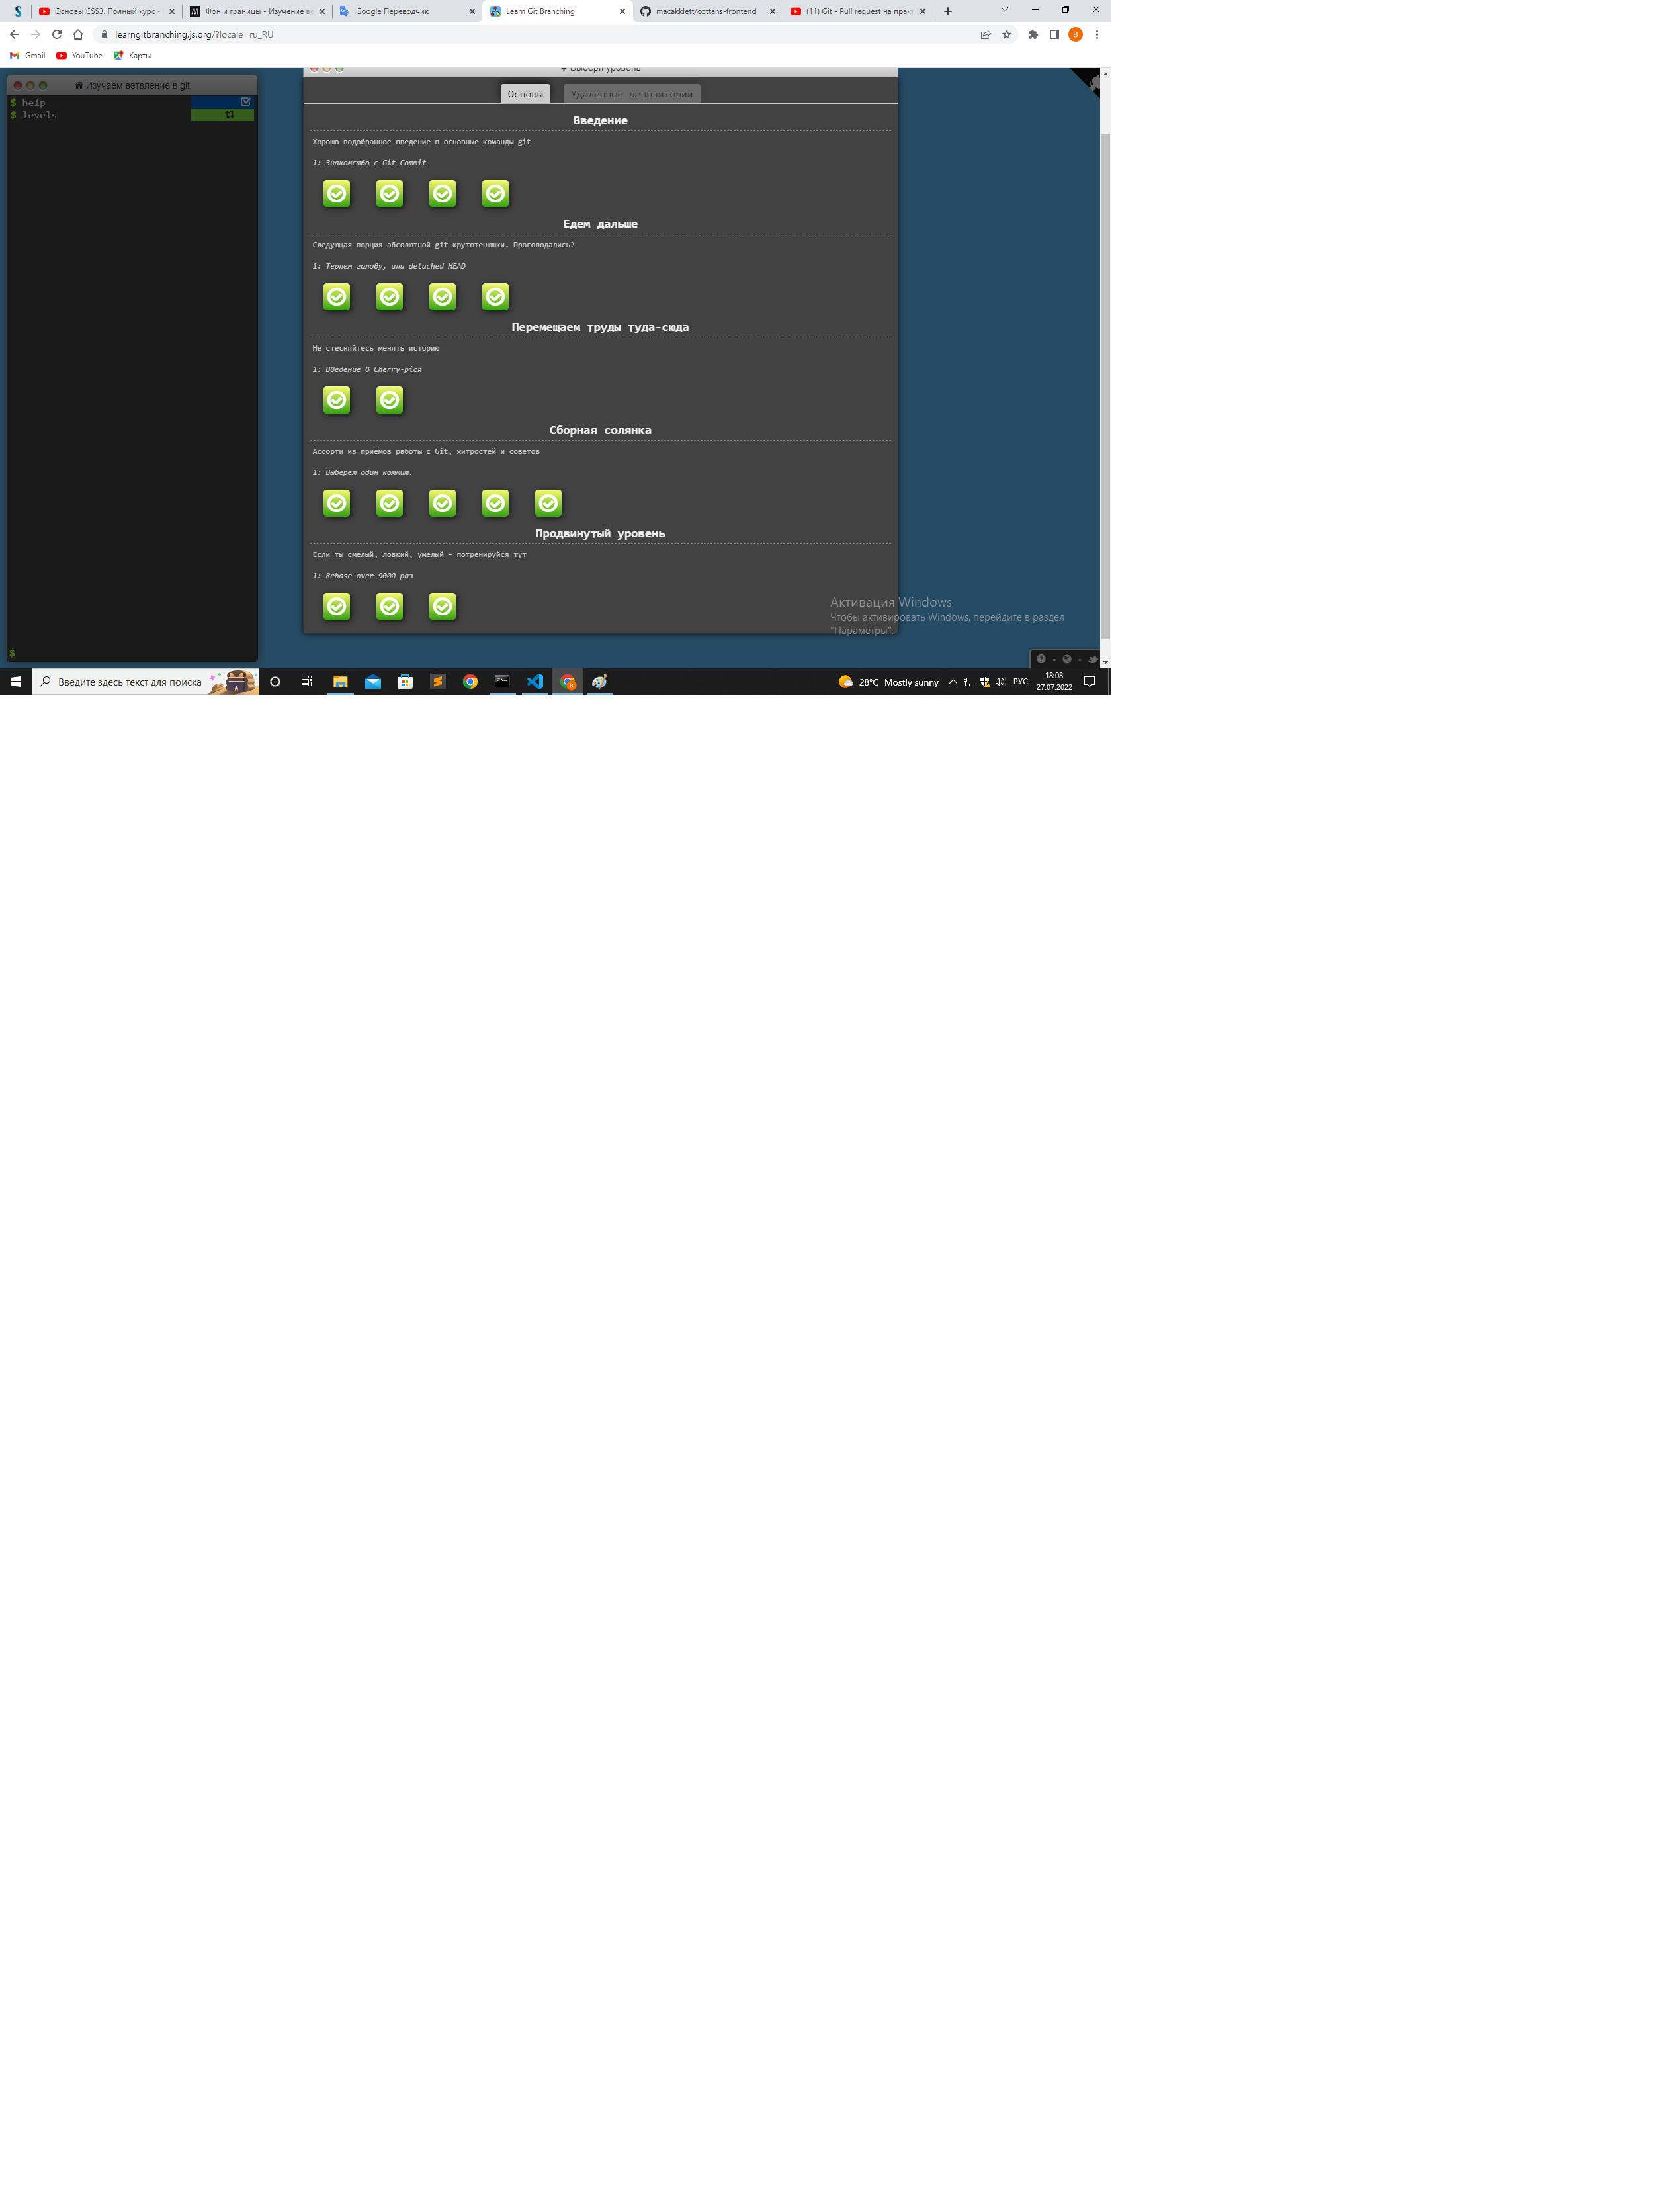 Основы CSS3. Полный курс -
Фон и границы - Изучение ве
Google Переводчик
Learn Git Branching
macakklett/cottans-frontend
(11) Git - Pull request на прак
learngitbranching.js.org/?locale=ru_RU
B
Gmail
YouTube
Карты
Изучаем ветвление в git
$ help
$ levels
$
Выбери уровень
Основы
Удаленные репозитории
Введение
Хорошо подобранное введение в основные команды git
1: Знакомство с Git Commit
Едем дальше
Следующая порция абсолютной git-крутотенюшки. Проголодались?
1: Теряем голову, или detached HEAD
Перемещаем труды туда-сюда
Не стесняйтесь менять историю
1: Введение в Cherry-pick
Сборная солянка
Ассорти из приёмов работы с Git, хитростей и советов
1: Выберем один коммит.
Продвинутый уровень
Если ты смелый, ловкий, умелый – потренируйся тут
1: Rebase over 9000 раз
Активация Windows
Чтобы активировать Windows, перейдите в раздел
"Параметры".
Введите здесь текст для поиска
28°C Mostly sunny
РУС
18:08
27.07.2022